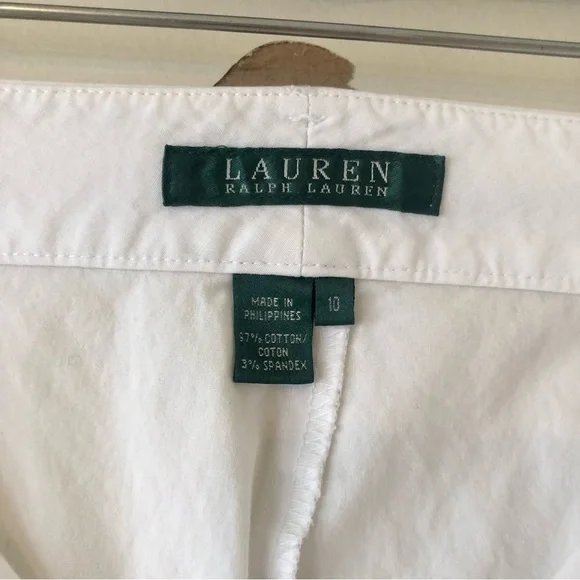 LAUREN
RALPH LAUREN
MADE IN
PHILIPPINES
97% COTTON/
COTON
3% SPANDEX
10